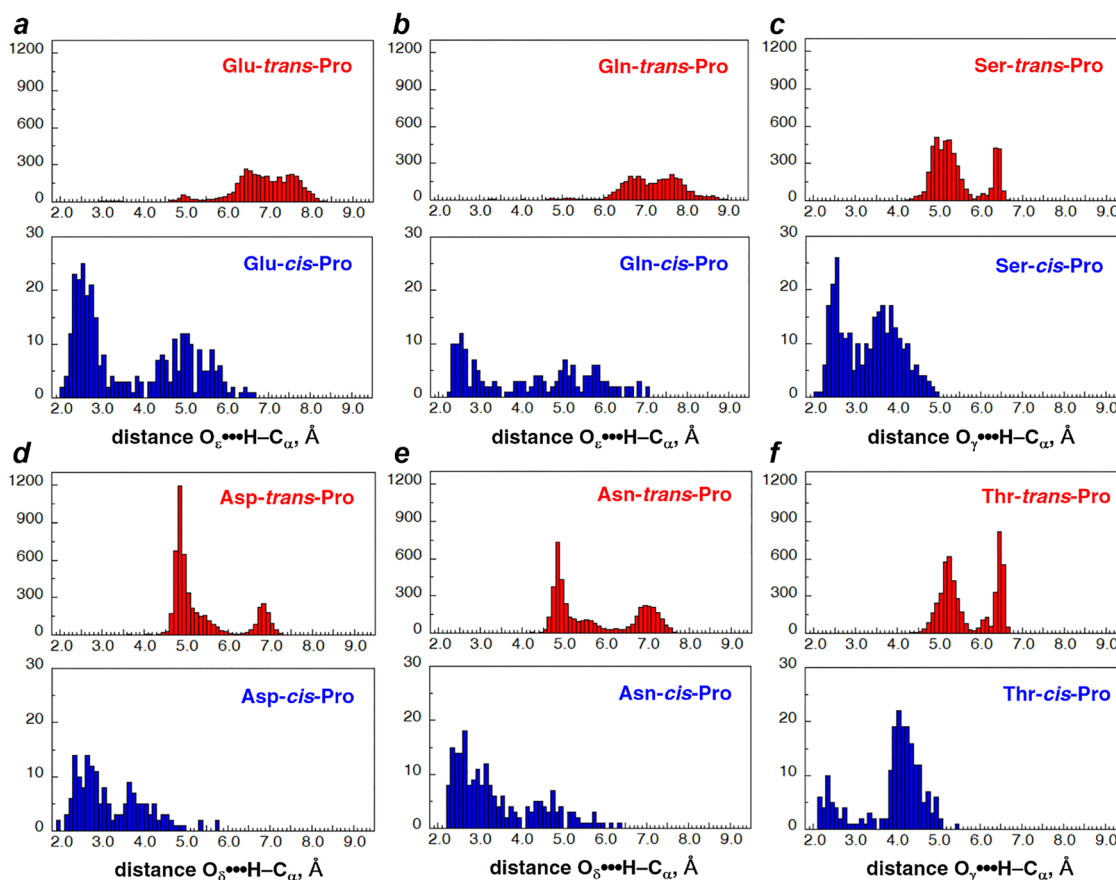 a
1200
900
600
300
0
Glu-trans-Pro
2.0 3.0 4.0 5.0 6.0 7.0 8.0 9.0
30
20
10
0
Glu-cis-Pro
2.0 3.0 4.0 5.0 6.0 7.0 8.0 9.0
distance Oε•••H–Cα, Å
b
1200
900
600
300
0
Gln-trans-Pro
2.0 3.0 4.0 5.0 6.0 7.0 8.0 9.0
30
20
10
0
Gln-cis-Pro
2.0 3.0 4.0 5.0 6.0 7.0 8.0 9.0
distance Oε•••H–Cα, Å
c
1200
900
600
300
0
Ser-trans-Pro
2.0 3.0 4.0 5.0 6.0 7.0 8.0 9.0
30
20
10
0
Ser-cis-Pro
2.0 3.0 4.0 5.0 6.0 7.0 8.0 9.0
distance Oγ•••H–Cα, Å
d
1200
900
600
300
0
Asp-trans-Pro
2.0 3.0 4.0 5.0 6.0 7.0 8.0 9.0
30
20
10
0
Asp-cis-Pro
2.0 3.0 4.0 5.0 6.0 7.0 8.0 9.0
distance Oδ•••H–Cα, Å
e
1200
900
600
300
0
Asn-trans-Pro
2.0 3.0 4.0 5.0 6.0 7.0 8.0 9.0
30
20
10
0
Asn-cis-Pro
2.0 3.0 4.0 5.0 6.0 7.0 8.0 9.0
distance Oδ•••H–Cα, Å
f
1200
900
600
300
0
Thr-trans-Pro
2.0 3.0 4.0 5.0 6.0 7.0 8.0 9.0
30
20
10
0
Thr-cis-Pro
2.0 3.0 4.0 5.0 6.0 7.0 8.0 9.0
distance Oγ•••H–Cα, Å